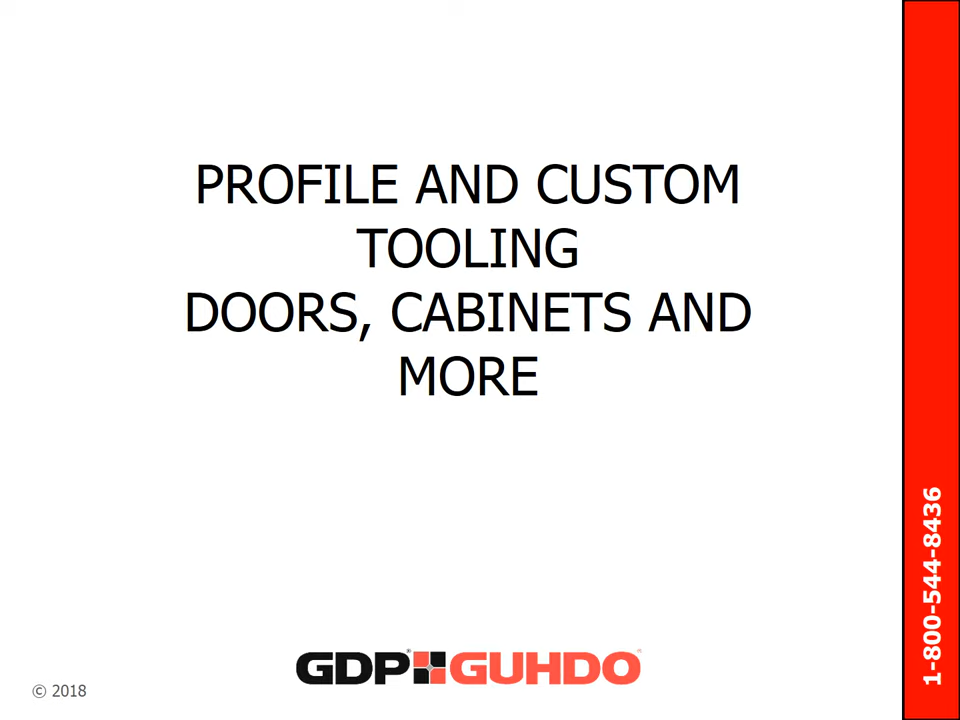 PROFILE AND CUSTOM
TOOLING
DOORS, CABINETS AND
MORE
1-800-544-8436
GDP® GUHDO®
© 2018